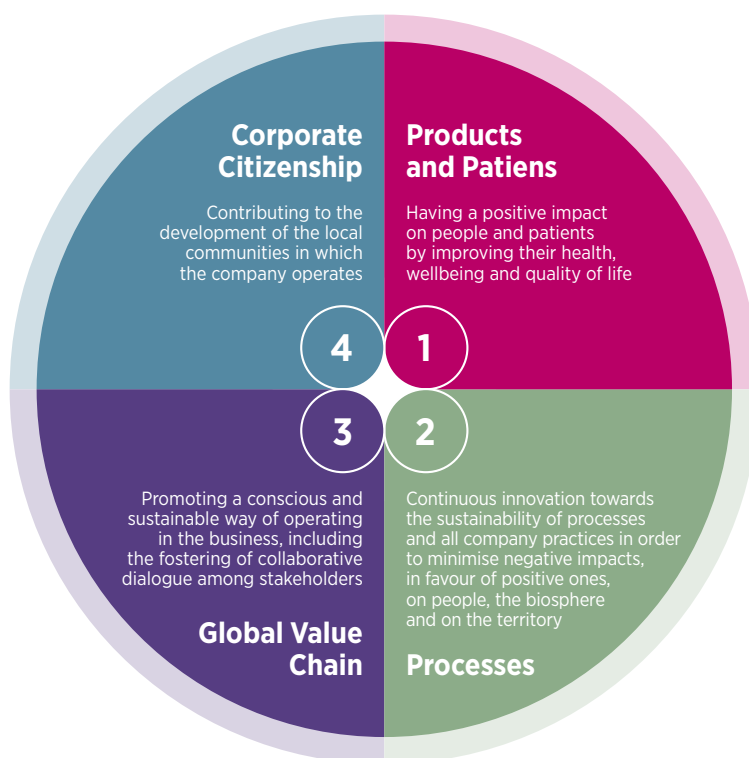 Corporate
Citizenship
Contributing to the
development of the local
communities in which
the company operates
4
Products
and Patiens
Having a positive impact
on people and patients
by improving their health,
wellbeing and quality of life
1
3
Promoting a conscious and
sustainable way of operating
in the business, including
the fostering of collaborative
dialogue among stakeholders
Global Value
Chain
2
Continuous innovation towards
the sustainability of processes
and all company practices in order
to minimise negative impacts,
in favour of positive ones,
on people, the biosphere
and on the territory
Processes